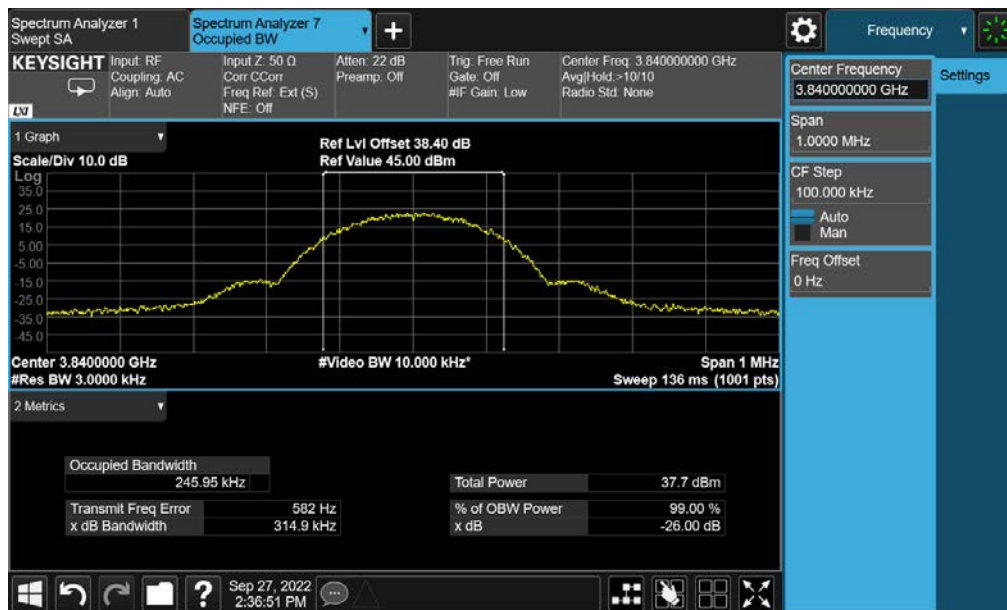 Spectrum Analyzer 1
Swept SA
Spectrum Analyzer 7
Occupied BW
+
Frequency
KEYSIGHT
LXI
Input: RF
Coupling: AC
Align: Auto
Input Z: 50 Ω
Corr CCorr
Freq Ref: Ext (S)
NFE: Off
Atten: 22 dB
Preamp: Off
Trig: Free Run
Gate: Off
#IF Gain: Low
Center Freq: 3.840000000 GHz
Avg|Hold:>10/10
Radio Std: None
Center Frequency
3.840000000 GHz
Settings
Span
1.0000 MHz
CF Step
100.000 kHz
Auto
Man
Freq Offset
0 Hz
1 Graph
Scale/Div 10.0 dB
Ref Lvl Offset 38.40 dB
Ref Value 45.00 dBm
Log
35.0
25.0
15.0
5.00
-5.00
-15.0
-25.0
-35.0
-45.0
Center 3.8400000 GHz
#Res BW 3.0000 kHz
#Video BW 10.000 kHz*
Span 1 MHz
Sweep 136 ms (1001 pts)
2 Metrics
Occupied Bandwidth
245.95 kHz
Transmit Freq Error 582 Hz
x dB Bandwidth 314.9 kHz
Total Power 37.7 dBm
% of OBW Power 99.00 %
x dB -26.00 dB
?
Sep 27, 2022
2:36:51 PM